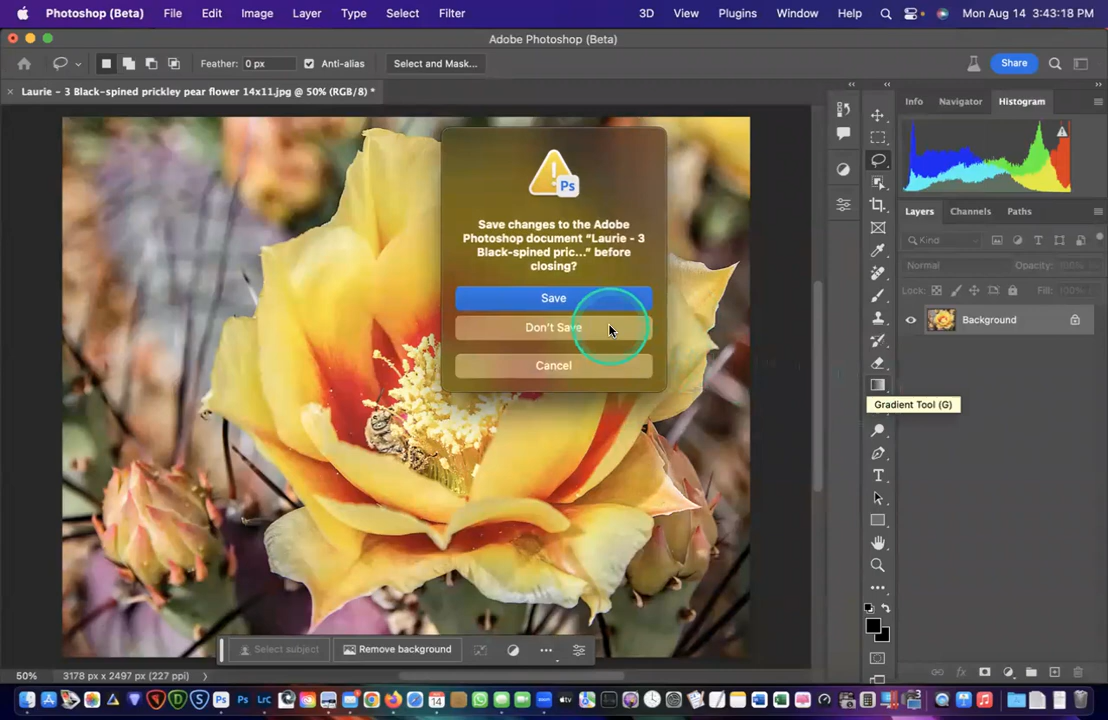 Photoshop (Beta) File Edit Image Layer Type Select Filter 3D View Plugins Window Help Mon Aug 14 3:43:18 PM
Adobe Photoshop (Beta)
Feather: 0 px Anti-alias Select and Mask... Share
Laurie - 3 Black-spined prickley pear flower 14x11.jpg @ 50% (RGB/8) *
Info Navigator Histogram
Save changes to the Adobe
Photoshop document "Laurie - 3
Black-spined pric..." before
closing?
Save
Don't Save
Cancel
Layers Channels Paths
Kind
Normal Opacity: 100%
Lock: Fill: 100%
Background
Gradient Tool (G)
Select subject Remove background
50% 3178 px x 2497 px (227 ppi)